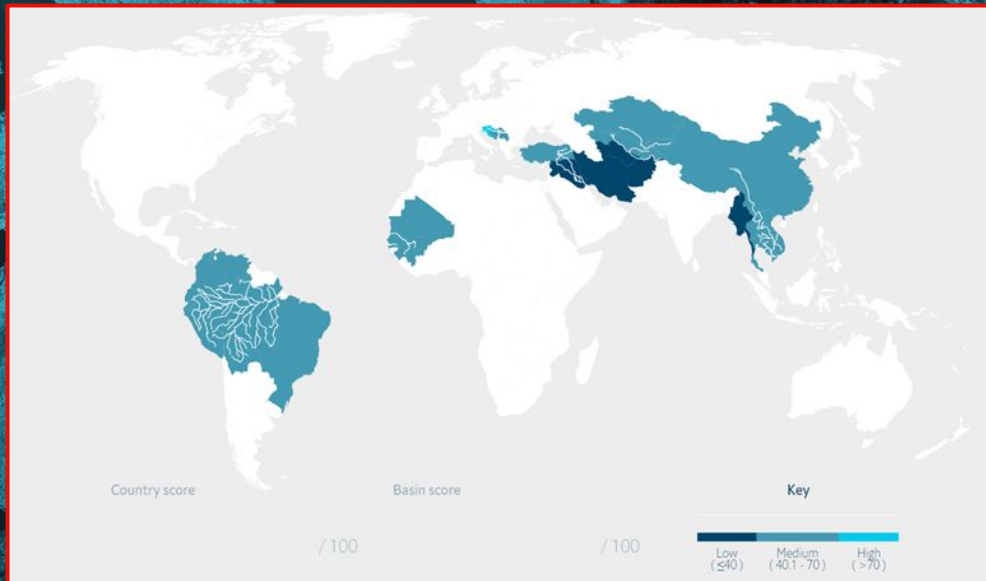 Country score
Basin score
Key
/ 100
/ 100
Low
( ≤40 )
Medium
( 40.1 - 70 )
High
( >70 )